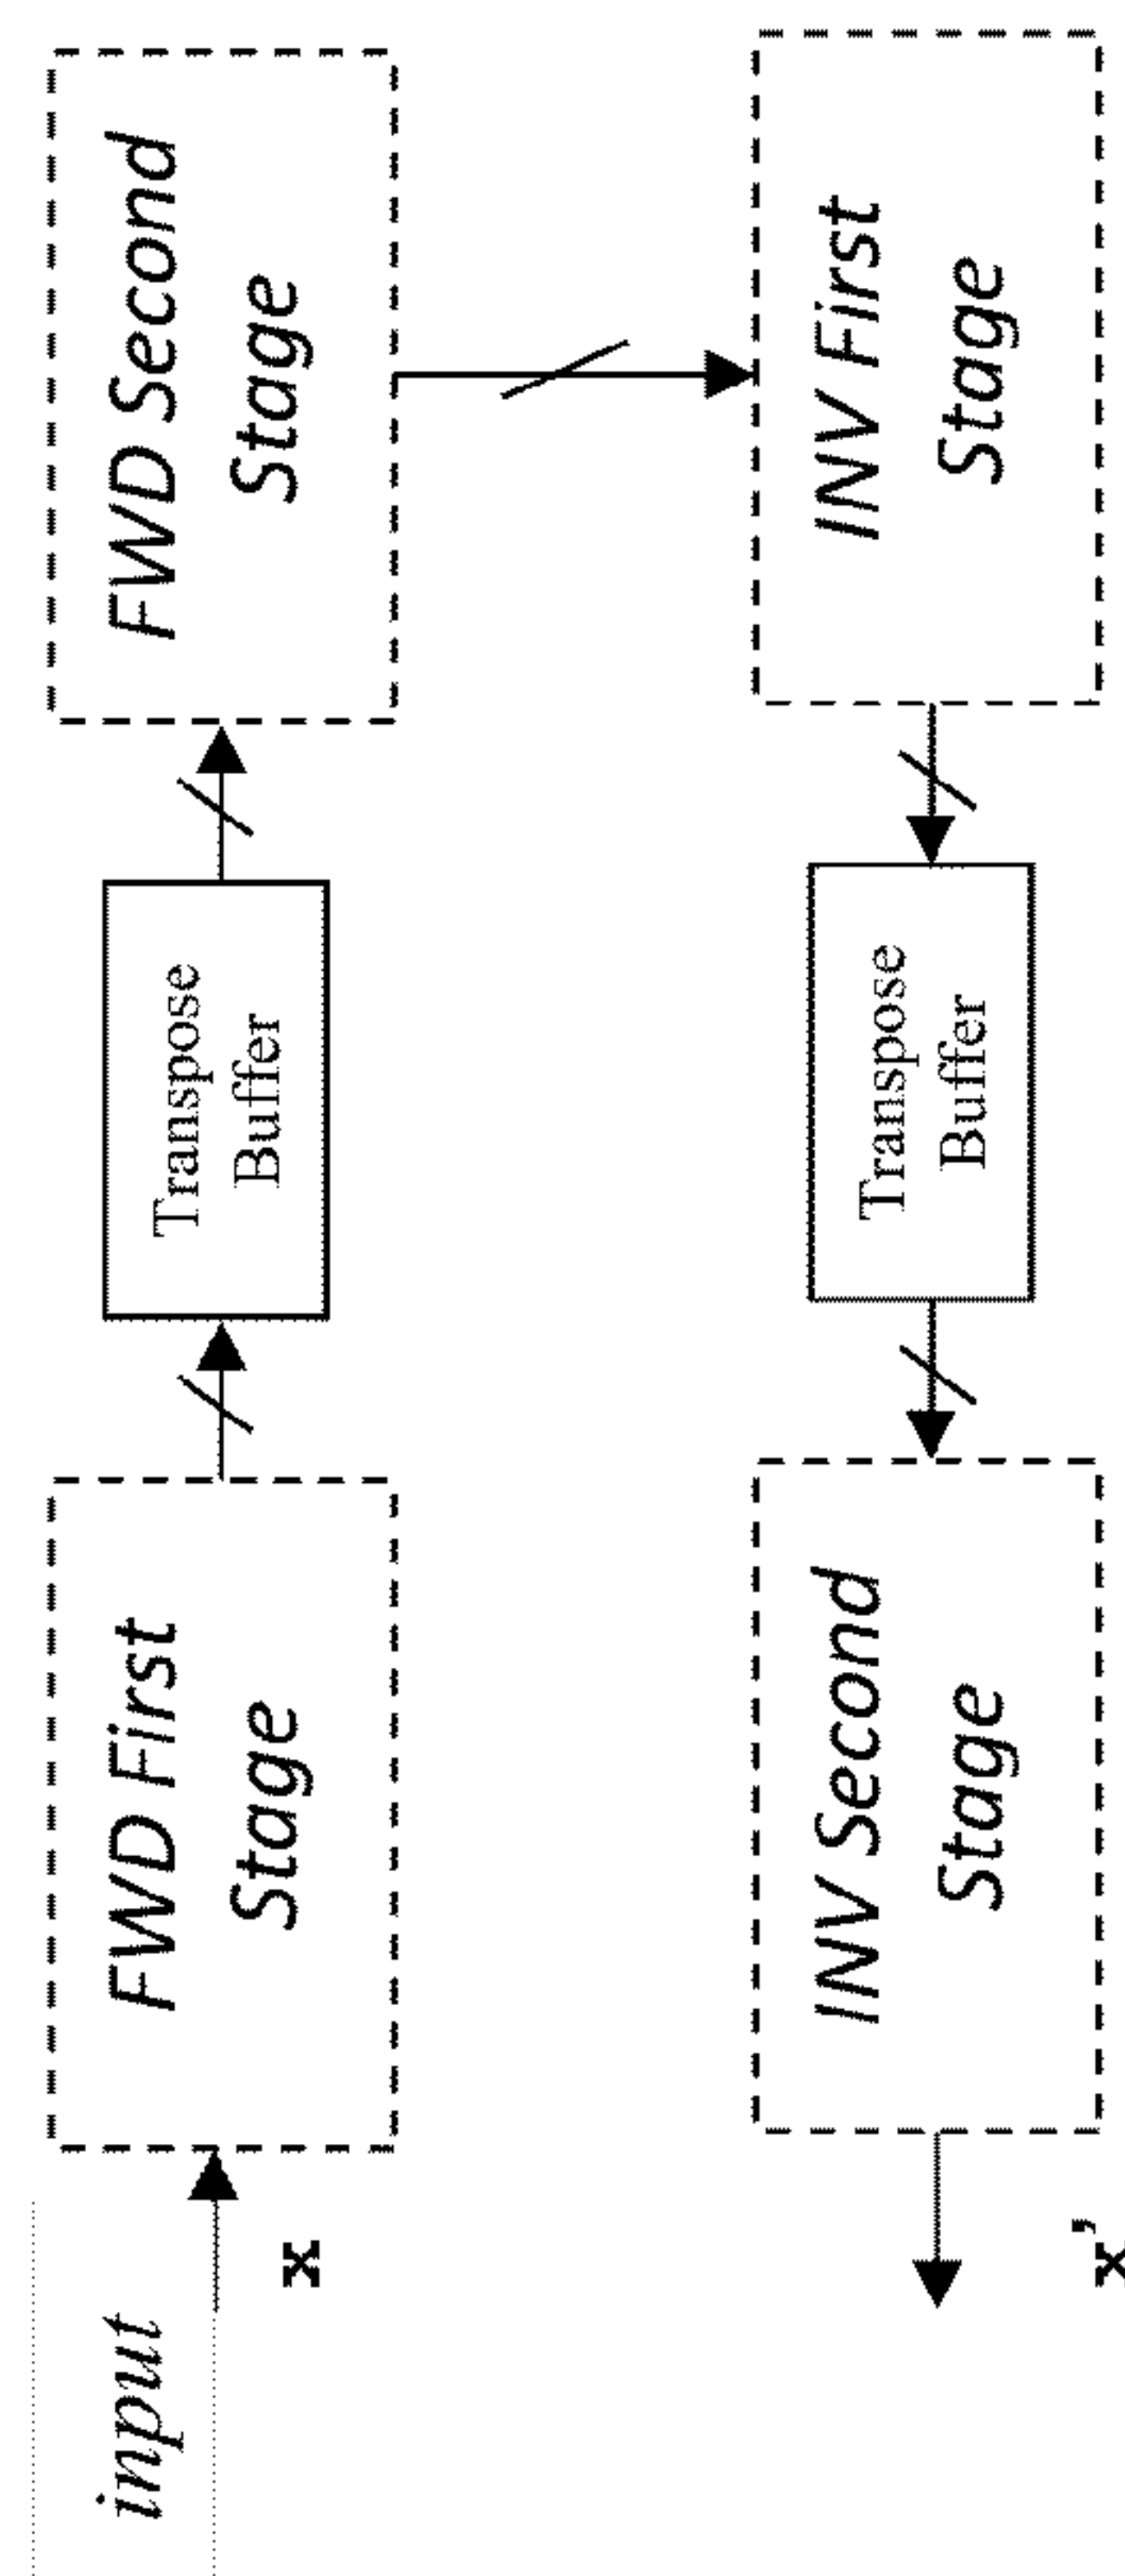 input
x
FWD First
Stage
Transpose
Buffer
FWD Second
Stage
INV First
Stage
Transpose
Buffer
INV Second
Stage
x'